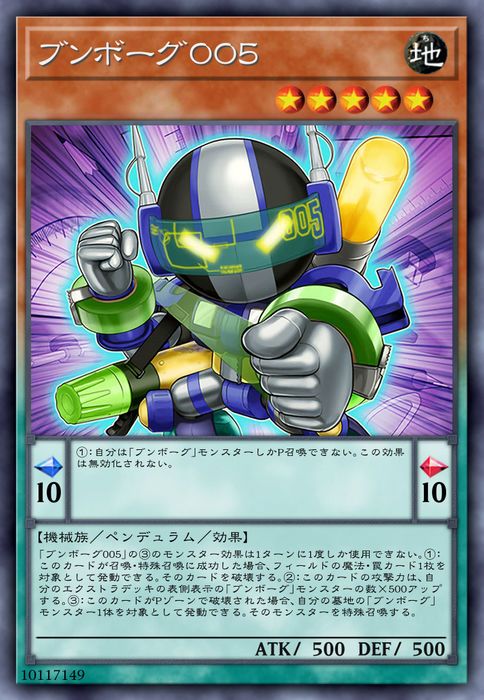 ブンボーグ005
ち
地
005
①:自分は「ブンボーグ」モンスターしかP召喚できない。この効果
は無効化されない。
10
10
【機械族／ペンデュラム／効果】
「ブンボーグ005」の③のモンスター効果は1ターンに1度しか使用できない。①:
このカードが召喚・特殊召喚に成功した場合、フィールドの魔法・罠カード1枚を
対象として発動できる。そのカードを破壊する。②:このカードの攻撃力は、自
分のエクストラデッキの表側表示の「ブンボーグ」モンスターの数×500アップ
する。③:このカードがPゾーンで破壊された場合、自分の墓地の「ブンボーグ」
モンスター1体を対象として発動できる。そのモンスターを特殊召喚する。
ATK/ 500 DEF/ 500
10117149